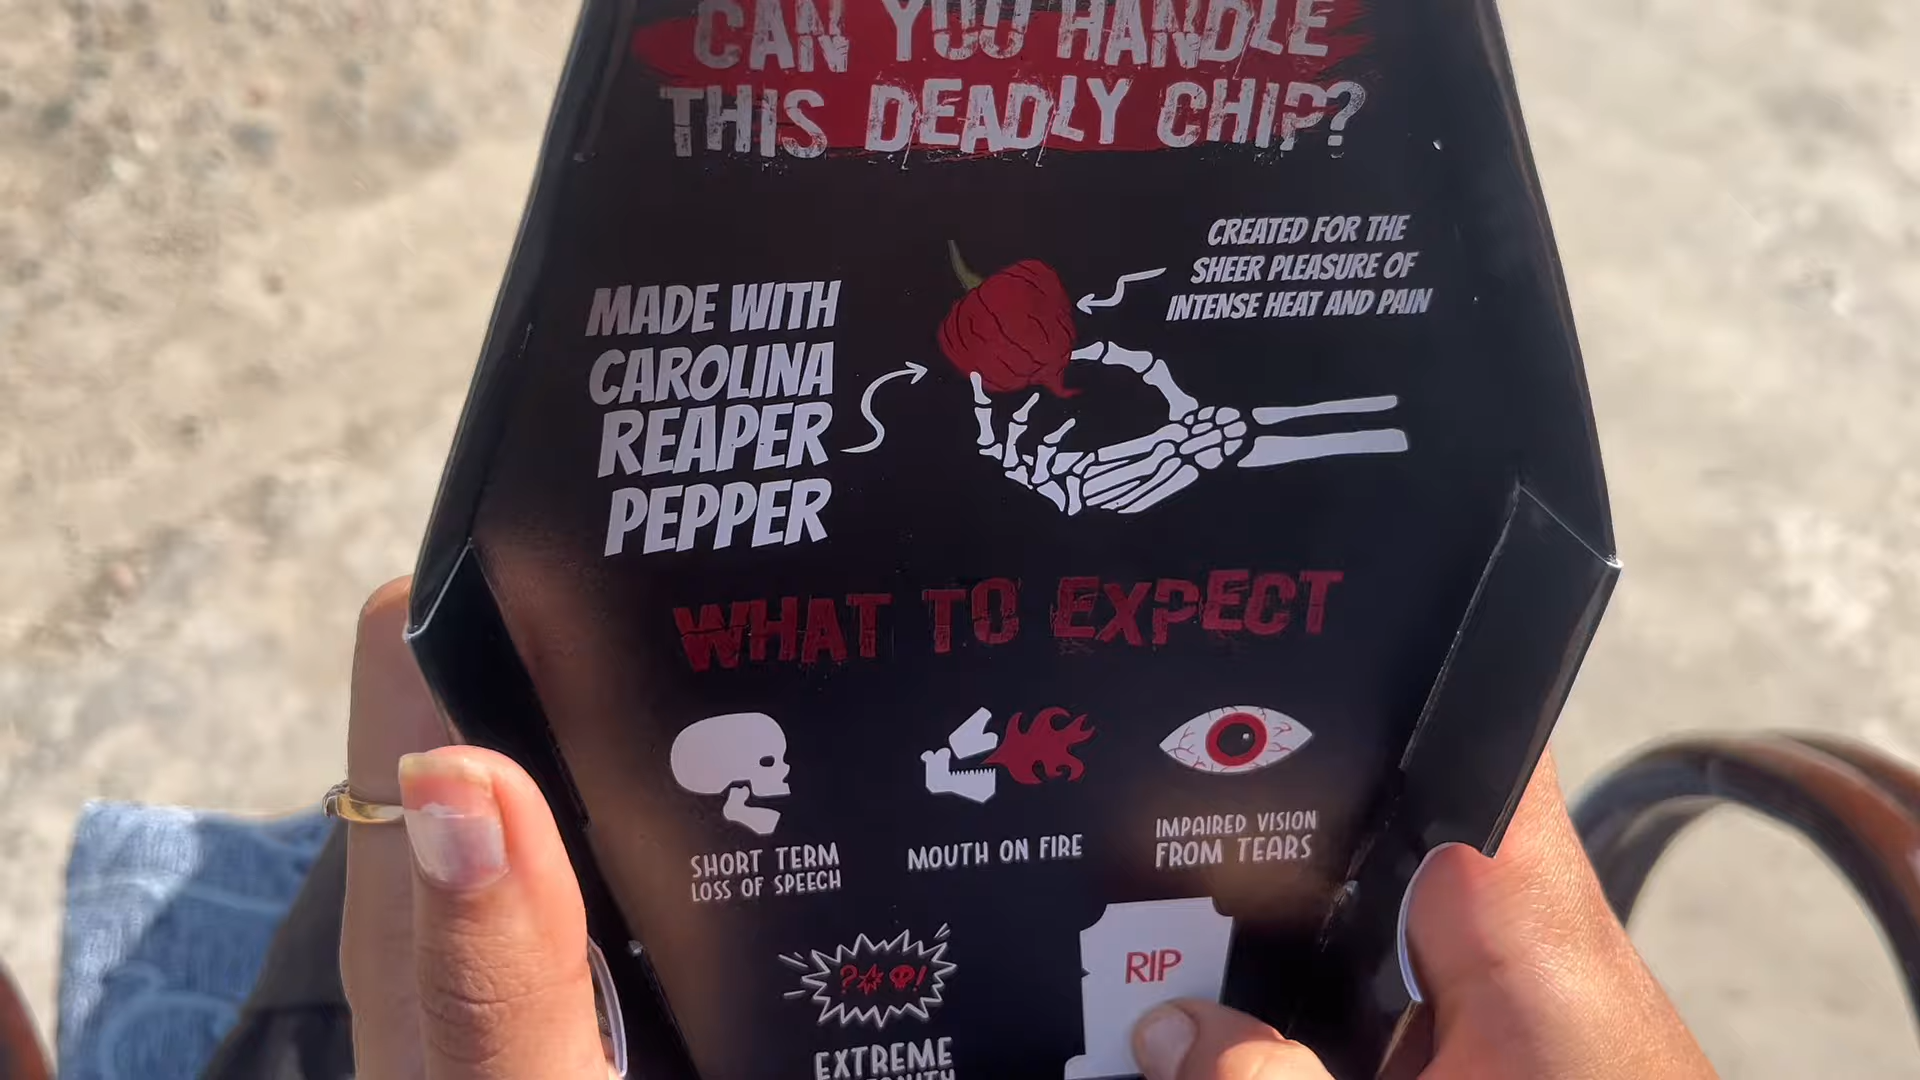 CAN YOU HANDLE
THIS DEADLY CHIP?
CREATED FOR THE
SHEER PLEASURE OF
INTENSE HEAT AND PAIN
MADE WITH
CAROLINA
REAPER
PEPPER
WHAT TO EXPECT
SHORT TERM
LOSS OF SPEECH
MOUTH ON FIRE
IMPAIRED VISION
FROM TEARS
?*!
RIP
EXTREME